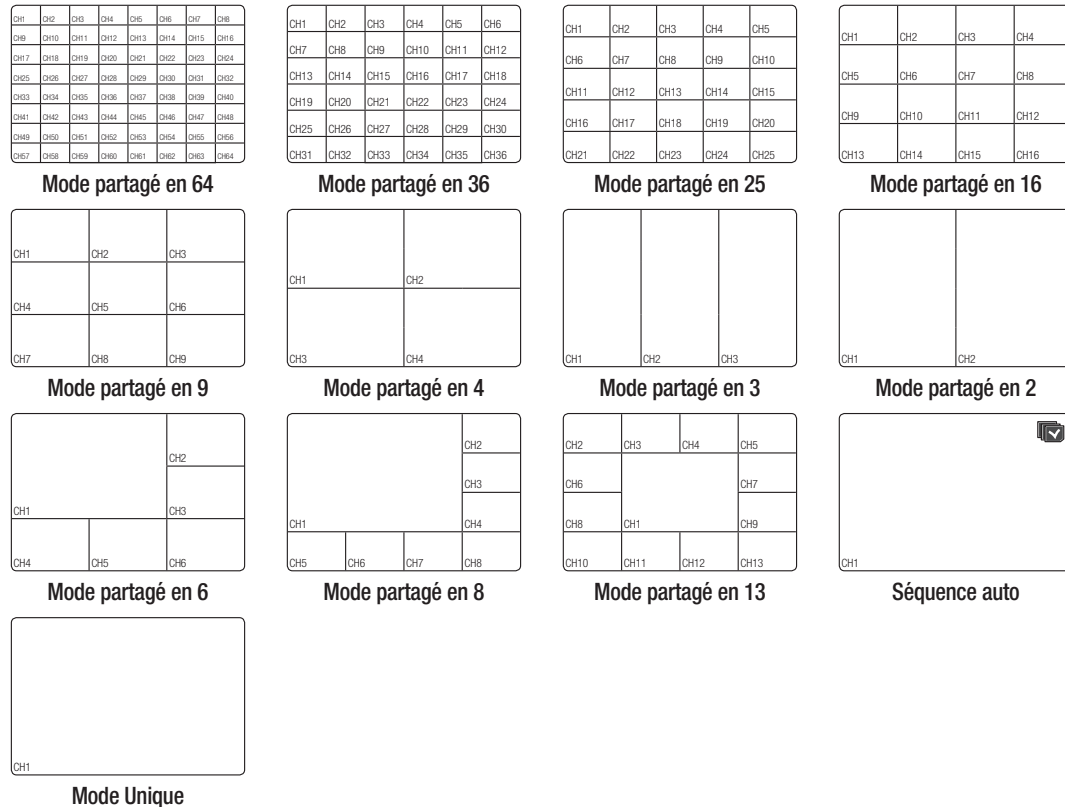 CH1 CH2 CH3 CH4 CH5 CH6 CH7 CH8
CH9 CH10 CH11 CH12 CH13 CH14 CH15 CH16
CH17 CH18 CH19 CH20 CH21 CH22 CH23 CH24
CH25 CH26 CH27 CH28 CH29 CH30 CH31 CH32
CH33 CH34 CH35 CH36 CH37 CH38 CH39 CH40
CH41 CH42 CH43 CH44 CH45 CH46 CH47 CH48
CH49 CH50 CH51 CH52 CH53 CH54 CH55 CH56
CH57 CH58 CH59 CH60 CH61 CH62 CH63 CH64
Mode partagé en 64
CH1 CH2 CH3 CH4 CH5 CH6
CH7 CH8 CH9 CH10 CH11 CH12
CH13 CH14 CH15 CH16 CH17 CH18
CH19 CH20 CH21 CH22 CH23 CH24
CH25 CH26 CH27 CH28 CH29 CH30
CH31 CH32 CH33 CH34 CH35 CH36
Mode partagé en 36
CH1 CH2 CH3 CH4 CH5
CH6 CH7 CH8 CH9 CH10
CH11 CH12 CH13 CH14 CH15
CH16 CH17 CH18 CH19 CH20
CH21 CH22 CH23 CH24 CH25
Mode partagé en 25
CH1 CH2 CH3 CH4
CH5 CH6 CH7 CH8
CH9 CH10 CH11 CH12
CH13 CH14 CH15 CH16
Mode partagé en 16
CH1 CH2 CH3
CH4 CH5 CH6
CH7 CH8 CH9
Mode partagé en 9
CH1 CH2
CH3 CH4
Mode partagé en 4
CH1 CH2 CH3
Mode partagé en 3
CH1 CH2
Mode partagé en 2
CH2
CH1 CH3
CH4 CH5 CH6
Mode partagé en 6
CH2
CH3
CH1 CH4
CH5 CH6 CH7 CH8
Mode partagé en 8
CH2 CH3 CH4 CH5
CH6 CH7
CH8 CH1 CH9
CH10 CH11 CH12 CH13
Mode partagé en 13
CH1
Séquence auto
CH1
Mode Unique